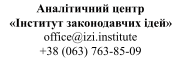 Аналітичний центр
«Інститут законодавчих ідей»
office@izi.institute
+38 (063) 763-85-09